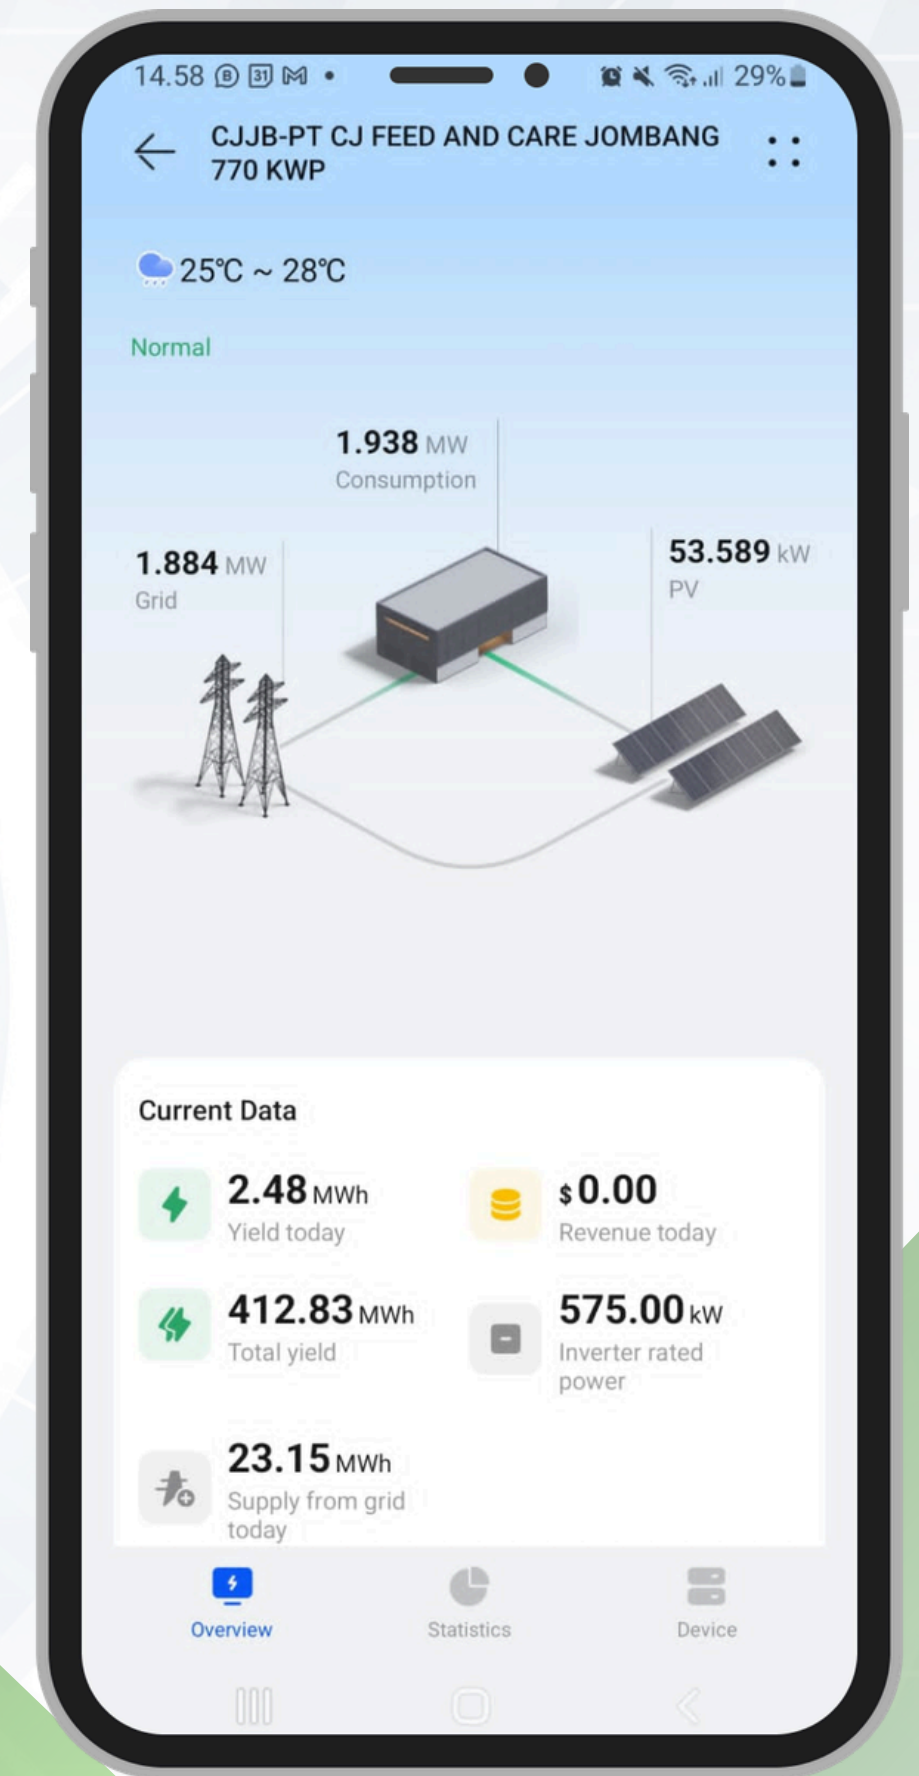 14.58 31 29%
CJJB-PT CJ FEED AND CARE JOMBANG
770 KWP
25℃ ~ 28℃
Normal
1.938 MW
Consumption
1.884 MW
Grid
53.589 kW
PV
Current Data
2.48 MWh
Yield today
$ 0.00
Revenue today
412.83 MWh
Total yield
575.00 kW
Inverter rated
power
23.15 MWh
Supply from grid
today
Overview
Statistics
Device